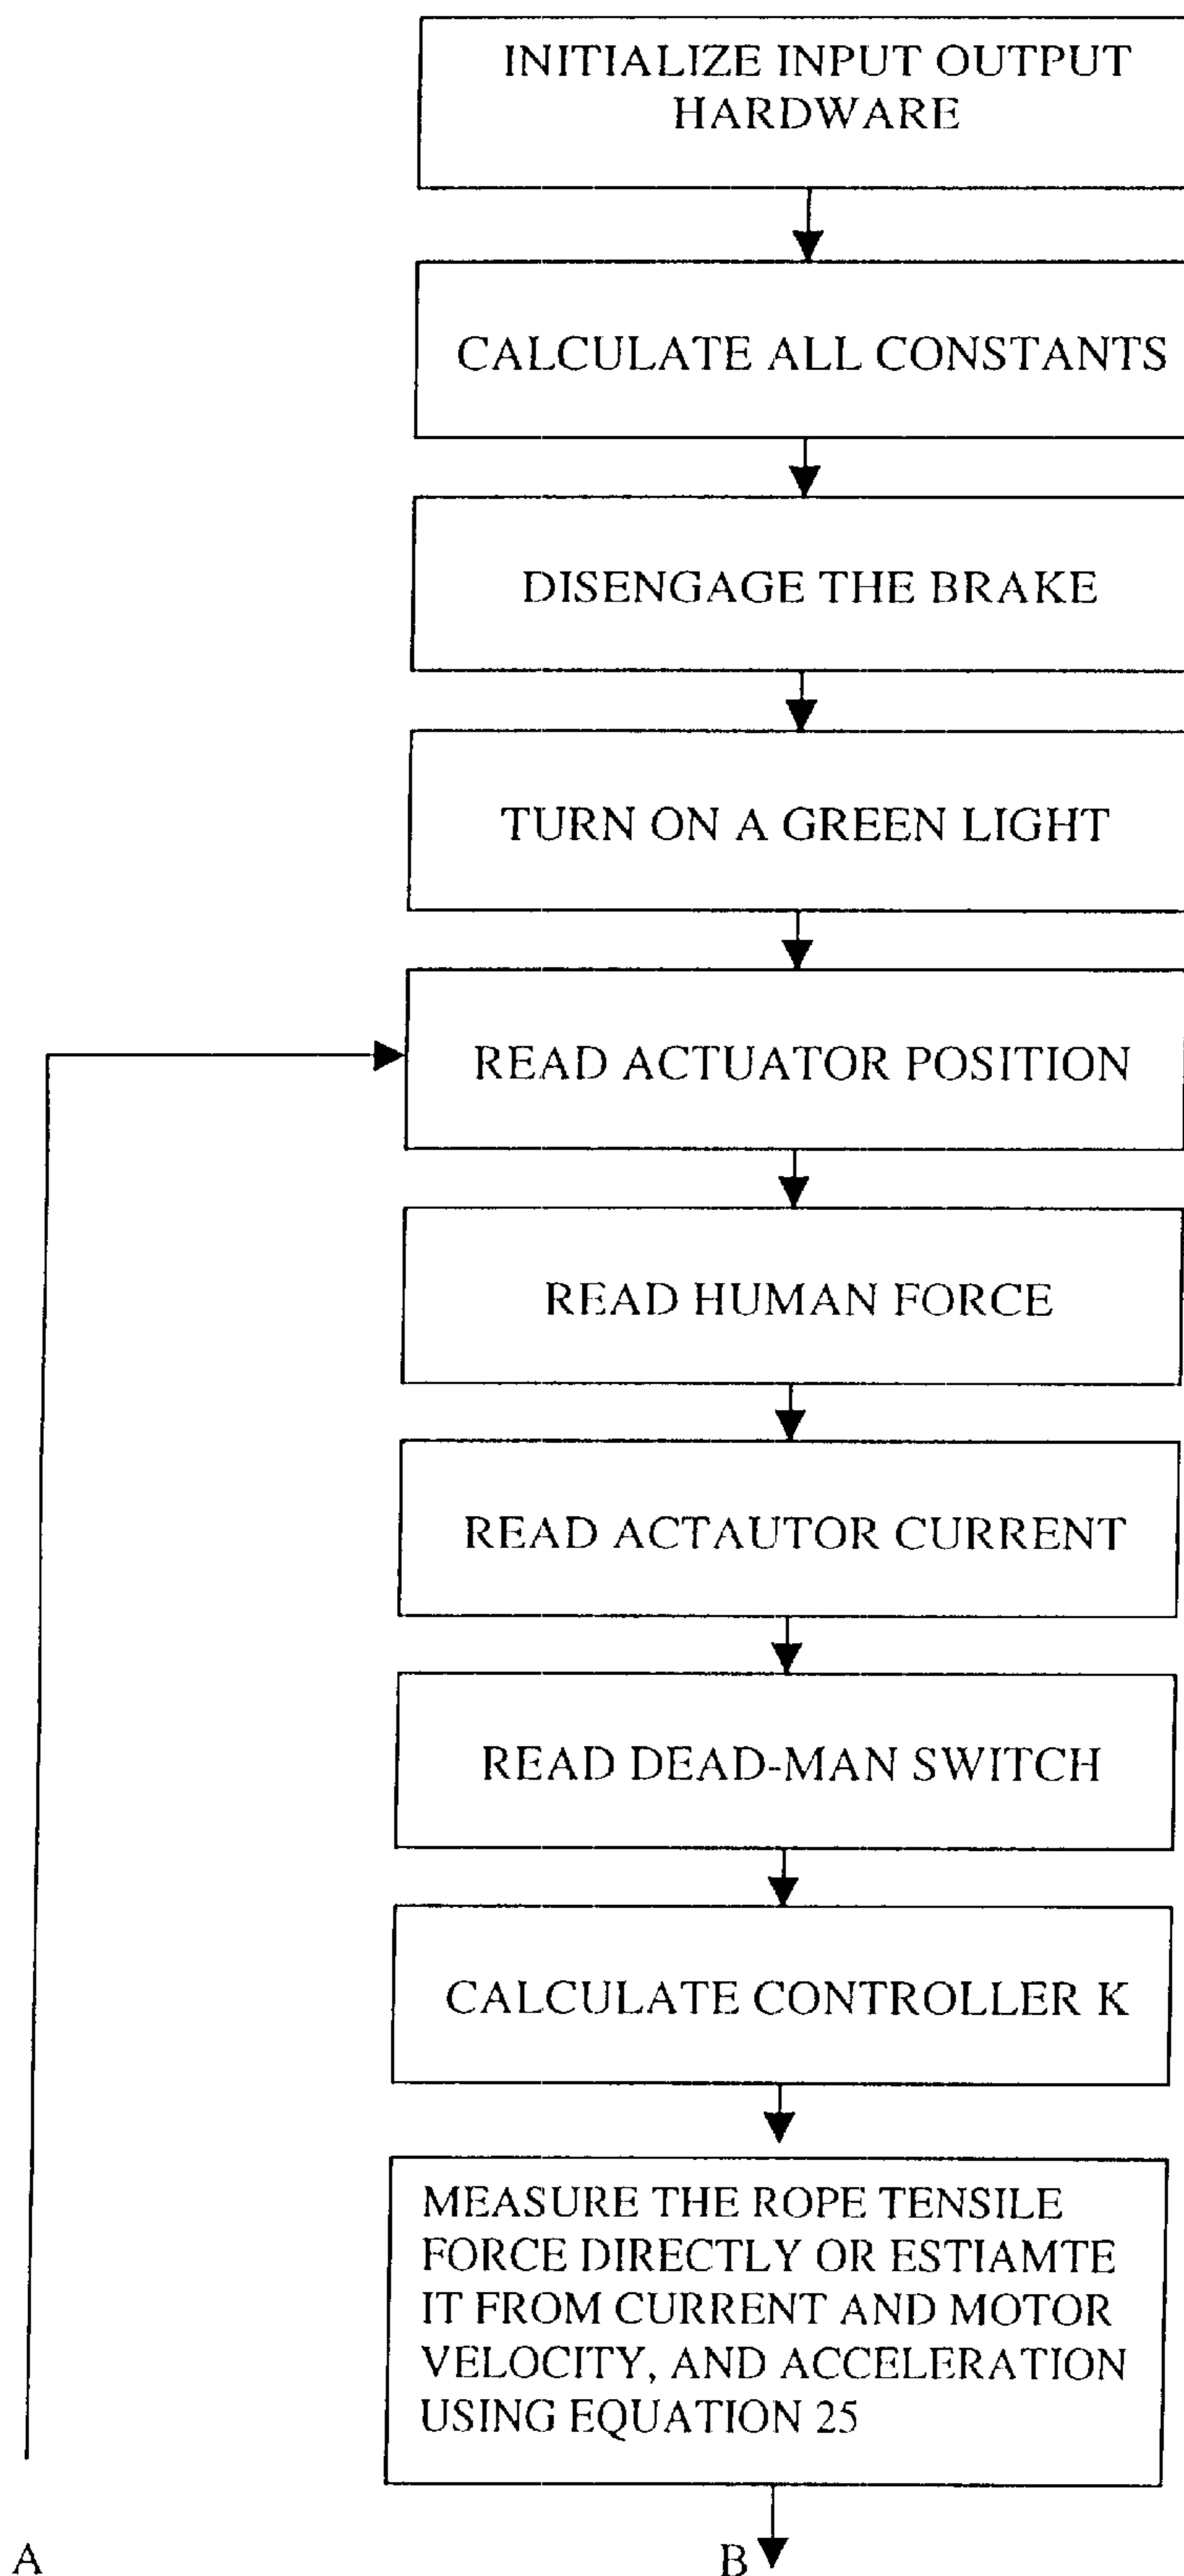 INITIALIZE INPUT OUTPUT
HARDWARE
CALCULATE ALL CONSTANTS
DISENGAGE THE BRAKE
TURN ON A GREEN LIGHT
READ ACTUATOR POSITION
READ HUMAN FORCE
READ ACTAUTOR CURRENT
READ DEAD-MAN SWITCH
CALCULATE CONTROLLER K
MEASURE THE ROPE TENSILE
FORCE DIRECTLY OR ESTIAMTE
IT FROM CURRENT AND MOTOR
VELOCITY, AND ACCELERATION
USING EQUATION 25
A
B